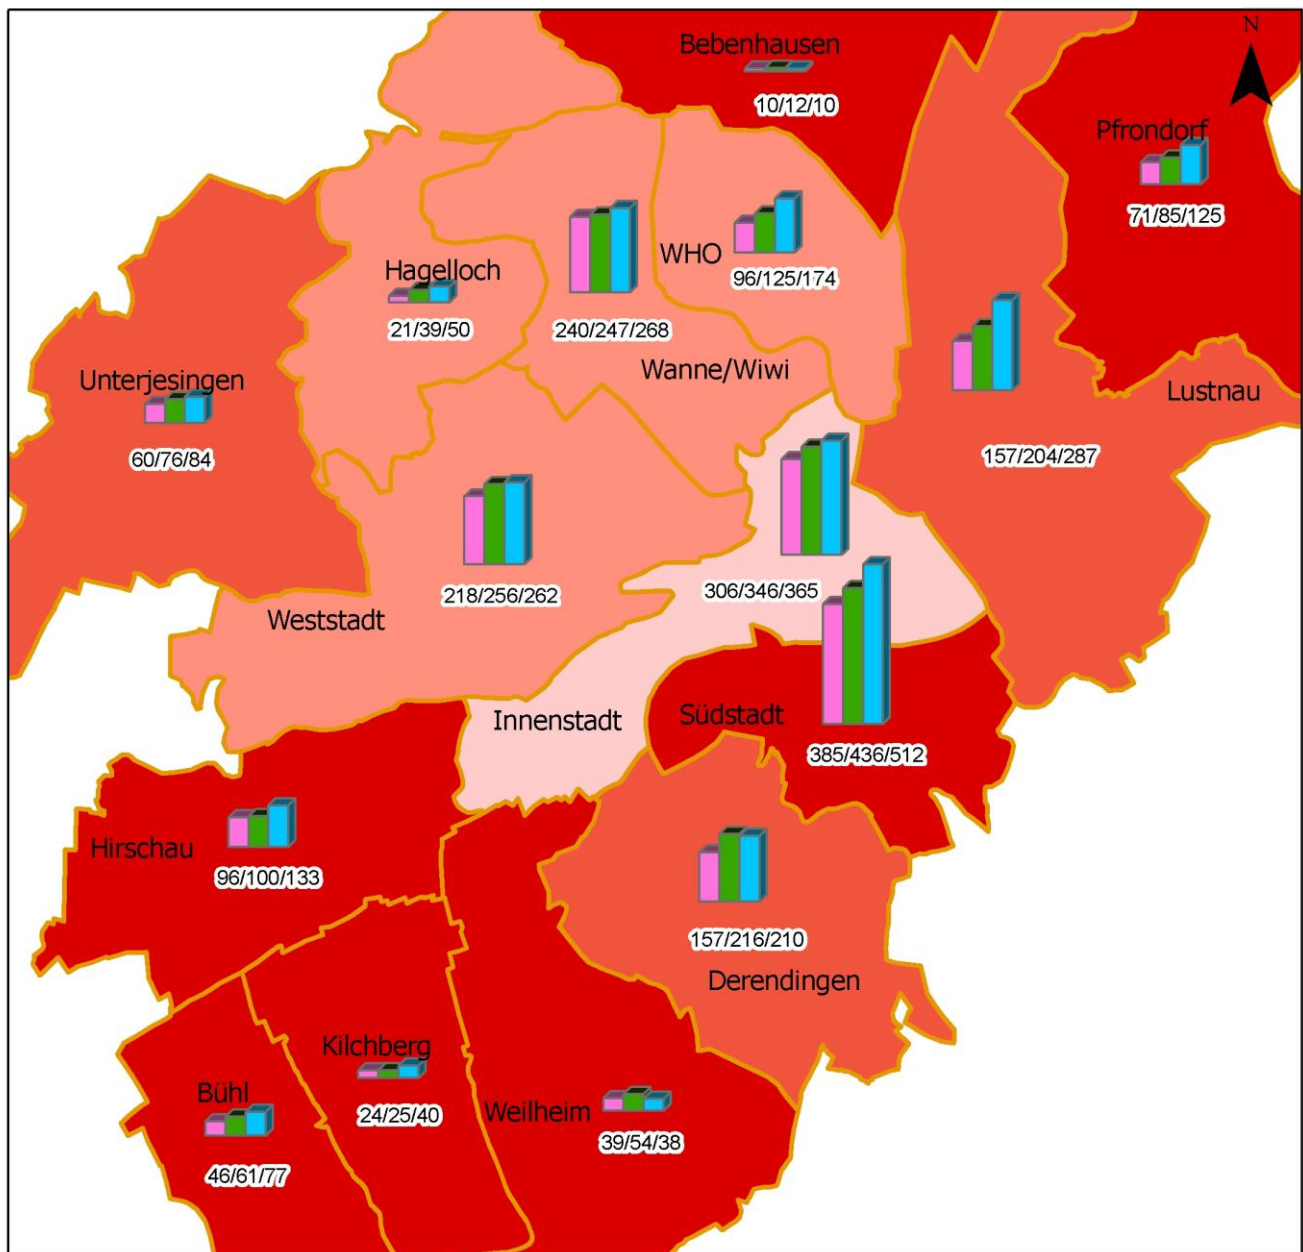 N
Bebenhausen
10/12/10
Pfrondorf
71/85/125
WHO
96/125/174
Hagelloch
21/39/50
240/247/268
Wanne/Wiwi
Unterjesingen
60/76/84
Lustnau
157/204/287
218/256/262
306/346/365
Weststadt
Innenstadt
Südstadt
385/436/512
Hirschau
96/100/133
157/216/210
Derendingen
Kilchberg
24/25/40
Bühl
46/61/77
Weilheim
39/54/38